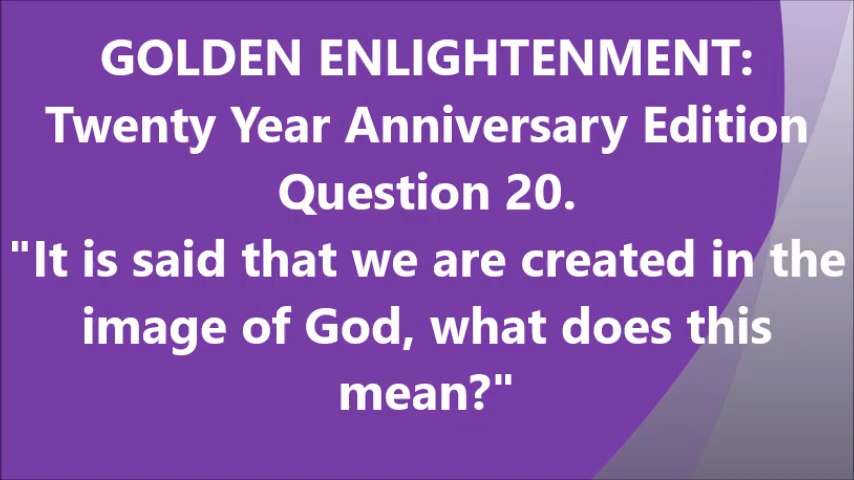 GOLDEN ENLIGHTENMENT:
Twenty Year Anniversary Edition
Question 20.
"It is said that we are created in the
image of God, what does this
mean?"